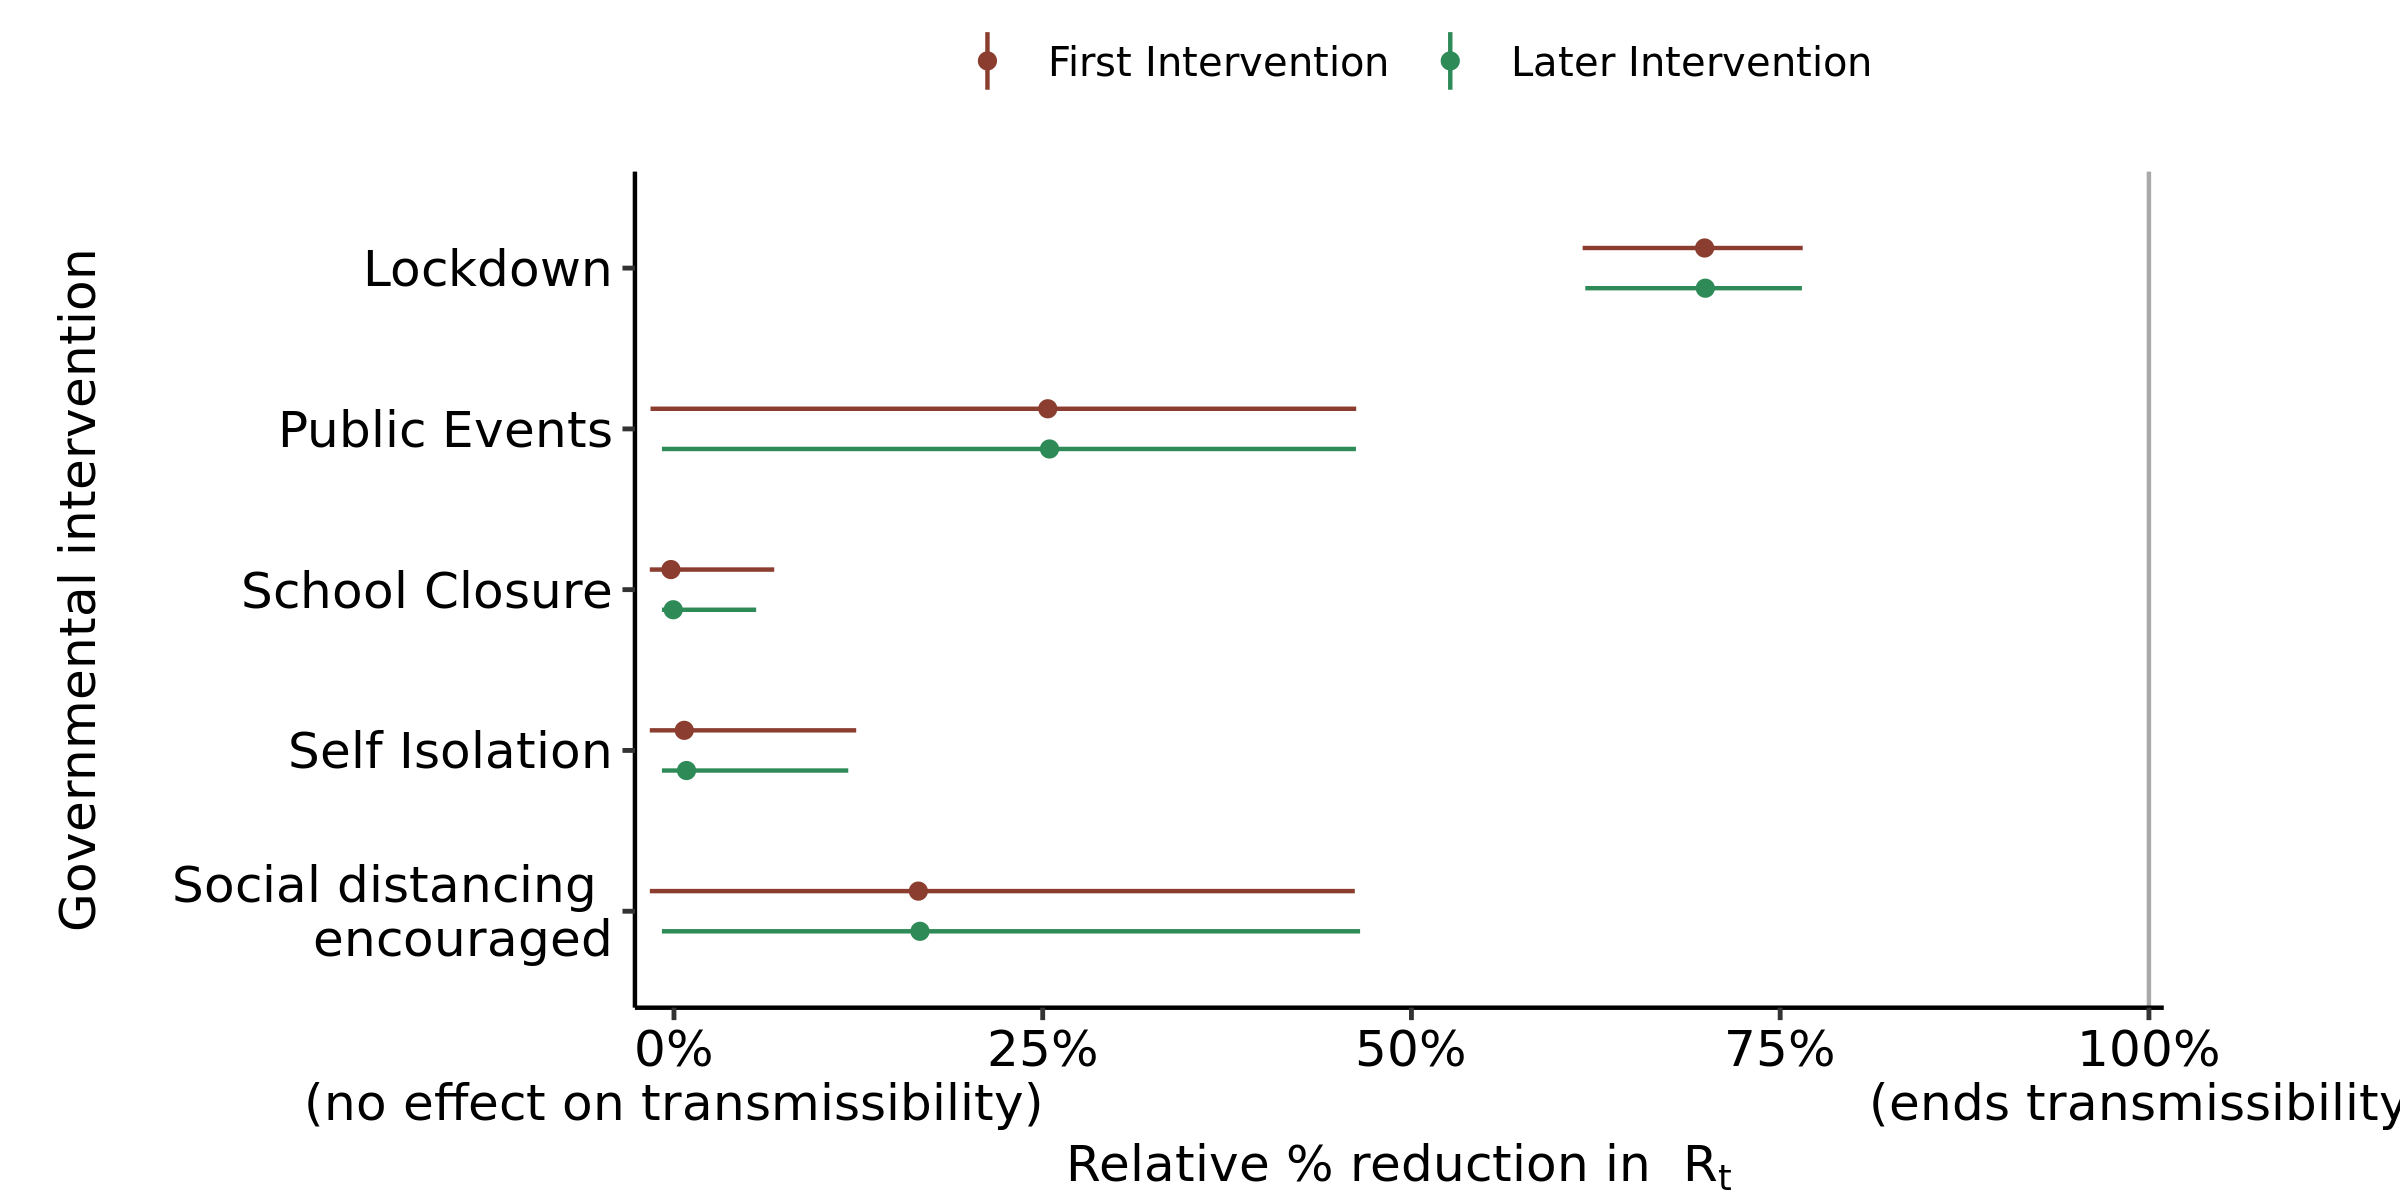 First Intervention
Later Intervention
Governmental intervention
Lockdown
Public Events
School Closure
Self Isolation
Social distancing
encouraged
0%
25%
50%
75%
100%
(no effect on transmissibility)
(ends transmissibility
Relative % reduction in Rt